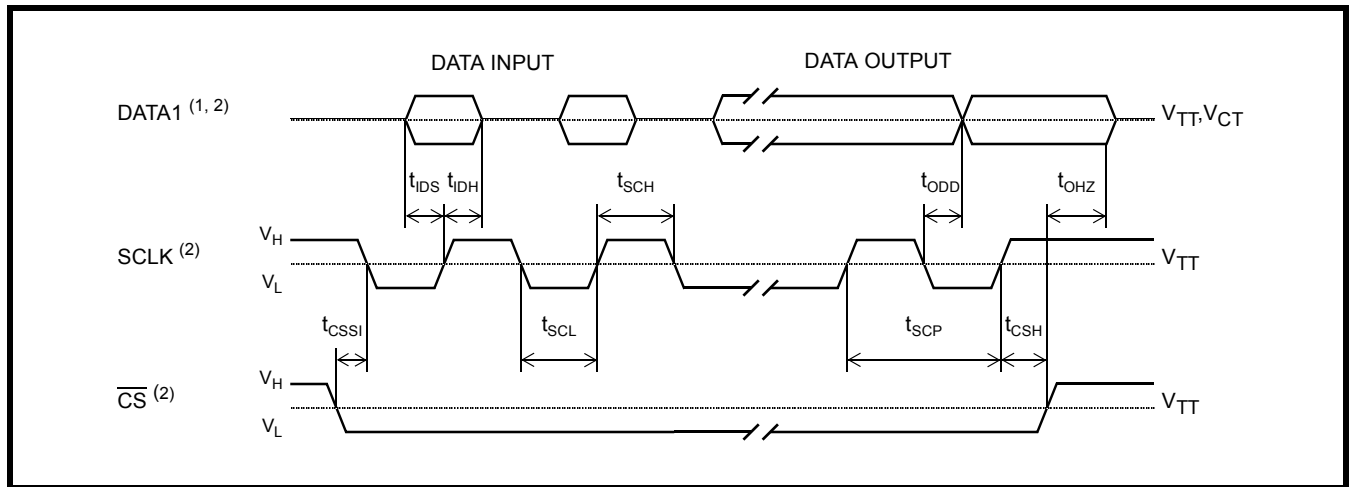 DATA INPUT DATA OUTPUT
DATA1 (1, 2) VTT,VCT
tIDS tIDH tSCH tODD tOHZ
VH
SCLK (2) VTT
VL
tCSSI tSCL tSCP tCSH
VH
CS (2) VTT
VL